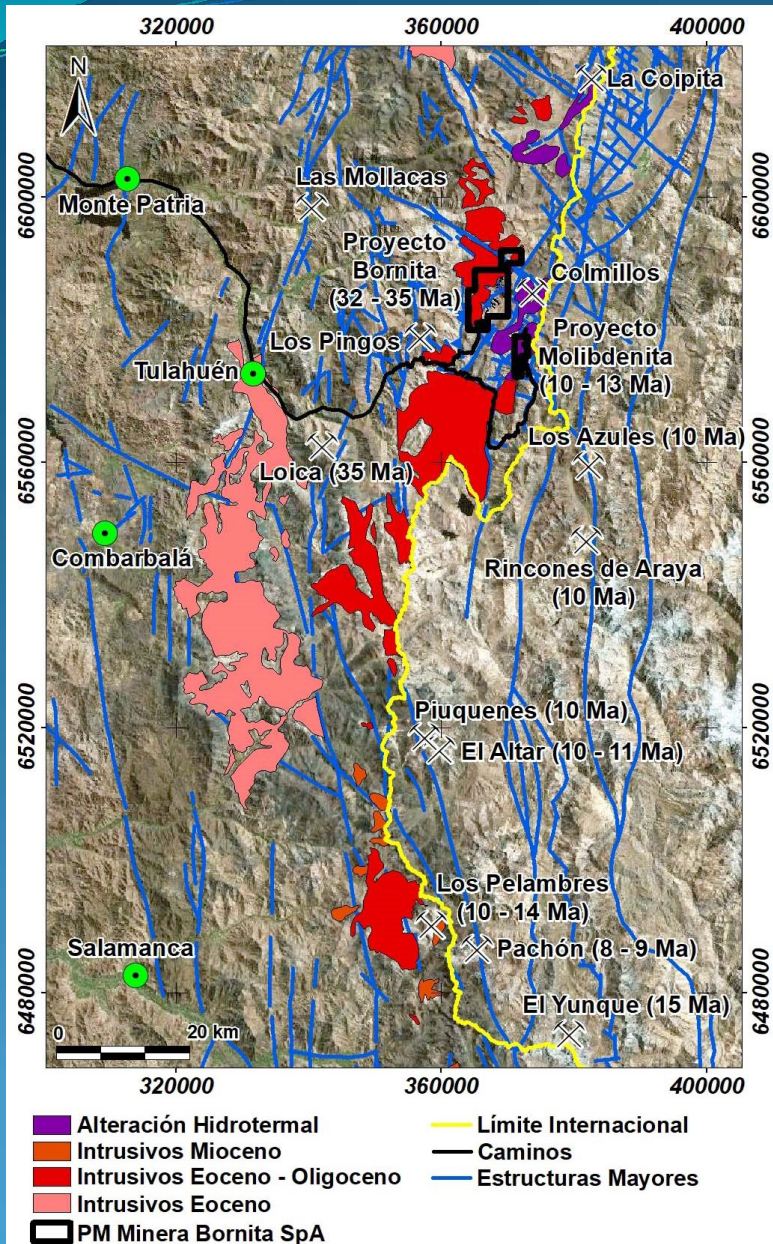 320000 360000 400000
N
La Coipita
6600000 6600000
Monte Patria
Las Mollacas
Proyecto
Bornita
(32 - 35 Ma)
Colmillos
Los Pingos
Proyecto
Molibdenita
(10 - 13 Ma)
Tulahuén
Los Azules (10 Ma)
6560000 6560000
Loica (35 Ma)
Combarbalá
Rincones de Araya
(10 Ma)
6520000 6520000
Piuquenes (10 Ma)
El Altar (10 - 11 Ma)
Los Pelambres
(10 - 14 Ma)
Salamanca
Pachón (8 - 9 Ma)
6480000 6480000
El Yunque (15 Ma)
0 20 km
320000 360000 400000
Alteración Hidrotermal
Intrusivos Mioceno
Intrusivos Eoceno - Oligoceno
Intrusivos Eoceno
PM Minera Bornita SpA
Límite Internacional
Caminos
Estructuras Mayores